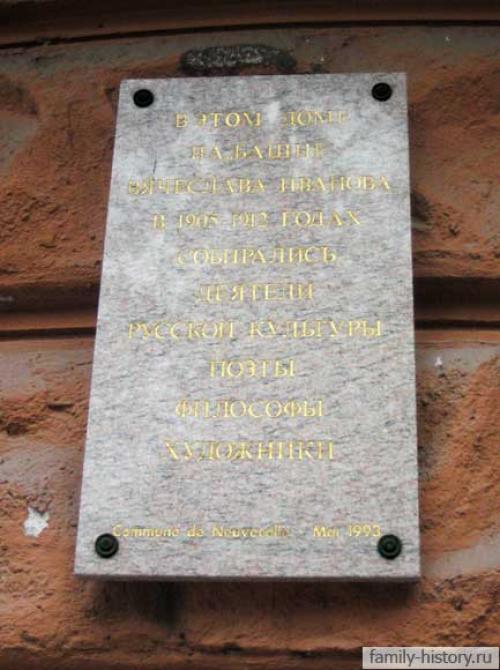 В ЭТОМ ДОМЕ
НА „БАШНЕ“
ВЯЧЕСЛАВА ИВАНОВА
В 1905-1912 ГОДАХ
СОБИРАЛИСЬ
ДЕЯТЕЛИ
РУССКОЙ КУЛЬТУРЫ
ПОЭТЫ
ФИЛОСОФЫ
ХУДОЖНИКИ
Commune de Neuvecelle - Mai 1993
family-history.ru